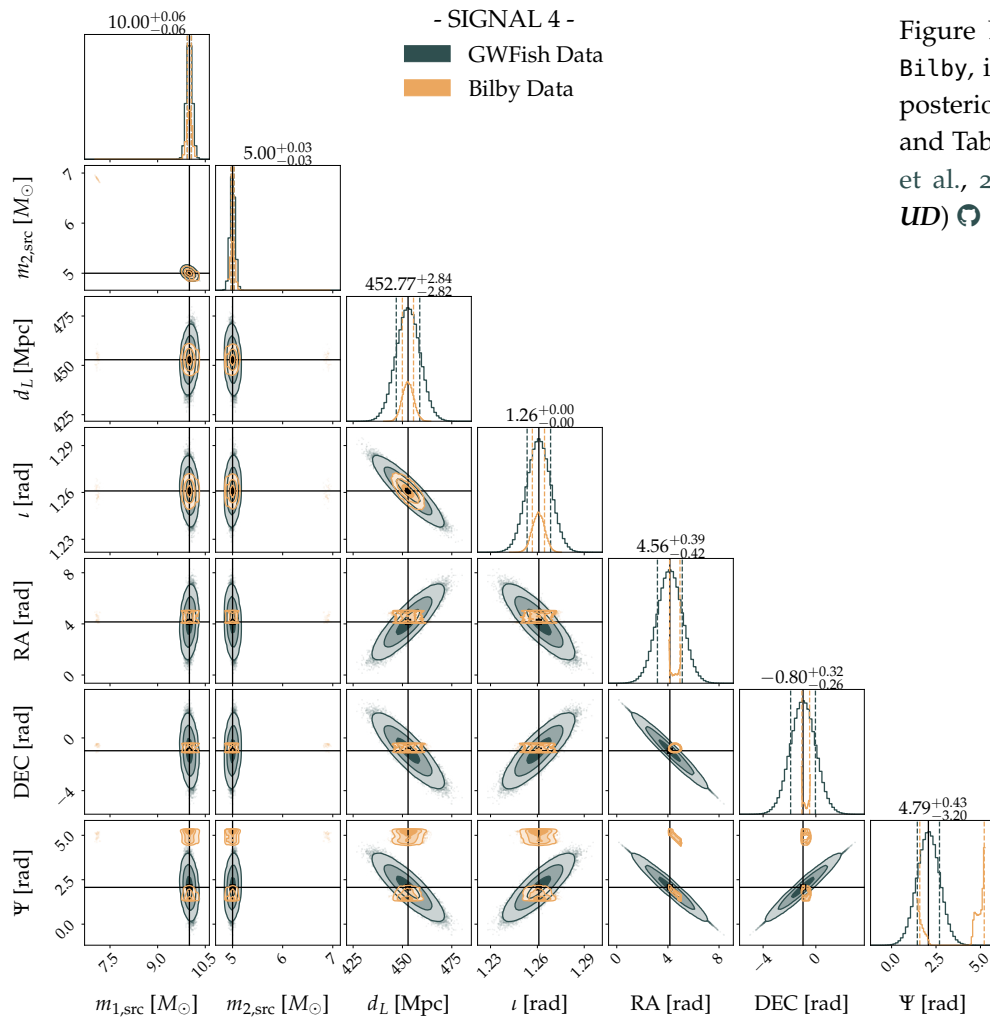 - SIGNAL 4 -
GWFish Data
Bilby Data
Figure 1
Bilby, i
posterio
and Tab
et al., 2
UD)
10.00+0.06−0.06
5.00+0.03−0.03
m2,src [M⊙]
7
6
5
452.77+2.84−2.82
dL [Mpc]
475
450
425
1.26+0.00−0.00
ι [rad]
1.29
1.26
1.23
4.56+0.39−0.42
RA [rad]
8
4
0
−0.80+0.32−0.26
DEC [rad]
0
−4
4.79+0.43−3.20
Ψ [rad]
5.0
2.5
0.0
7.5 9.0 10.5 5 6 7 425 450 475 1.23 1.26 1.29 0 4 8 −4 0 0.0 2.5 5.0
m1,src [M⊙] m2,src [M⊙] dL [Mpc] ι [rad] RA [rad] DEC [rad] Ψ [rad]